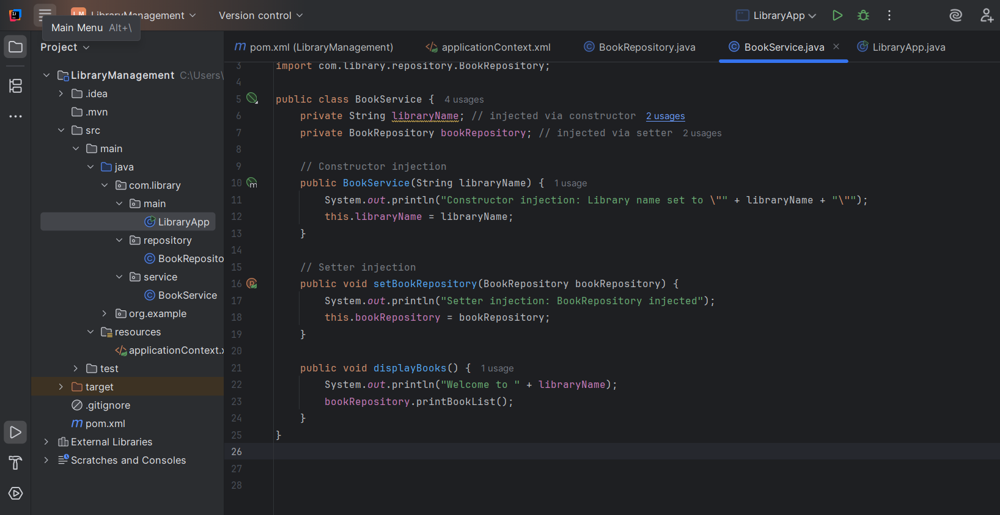 LM LibraryManagement Version control LibraryApp
Main Menu Alt+\
Project
LibraryManagement C:\Users\
.idea
.mvn
src
main
java
com.library
main
LibraryApp
repository
BookReposito
service
BookService
org.example
resources
applicationContext.x
test
target
.gitignore
pom.xml
External Libraries
Scratches and Consoles
pom.xml (LibraryManagement) applicationContext.xml BookRepository.java BookService.java LibraryApp.java
3 import com.library.repository.BookRepository;
4
5 public class BookService { 4 usages
6 private String libraryName; // injected via constructor 2 usages
7 private BookRepository bookRepository; // injected via setter 2 usages
8
9 // Constructor injection
10 public BookService(String libraryName) { 1 usage
11 System.out.println("Constructor injection: Library name set to \"" + libraryName + "\"");
12 this.libraryName = libraryName;
13 }
14
15 // Setter injection
16 public void setBookRepository(BookRepository bookRepository) {
17 System.out.println("Setter injection: BookRepository injected");
18 this.bookRepository = bookRepository;
19 }
20
21 public void displayBooks() { 1 usage
22 System.out.println("Welcome to " + libraryName);
23 bookRepository.printBookList();
24 }
25 }
26
27
28